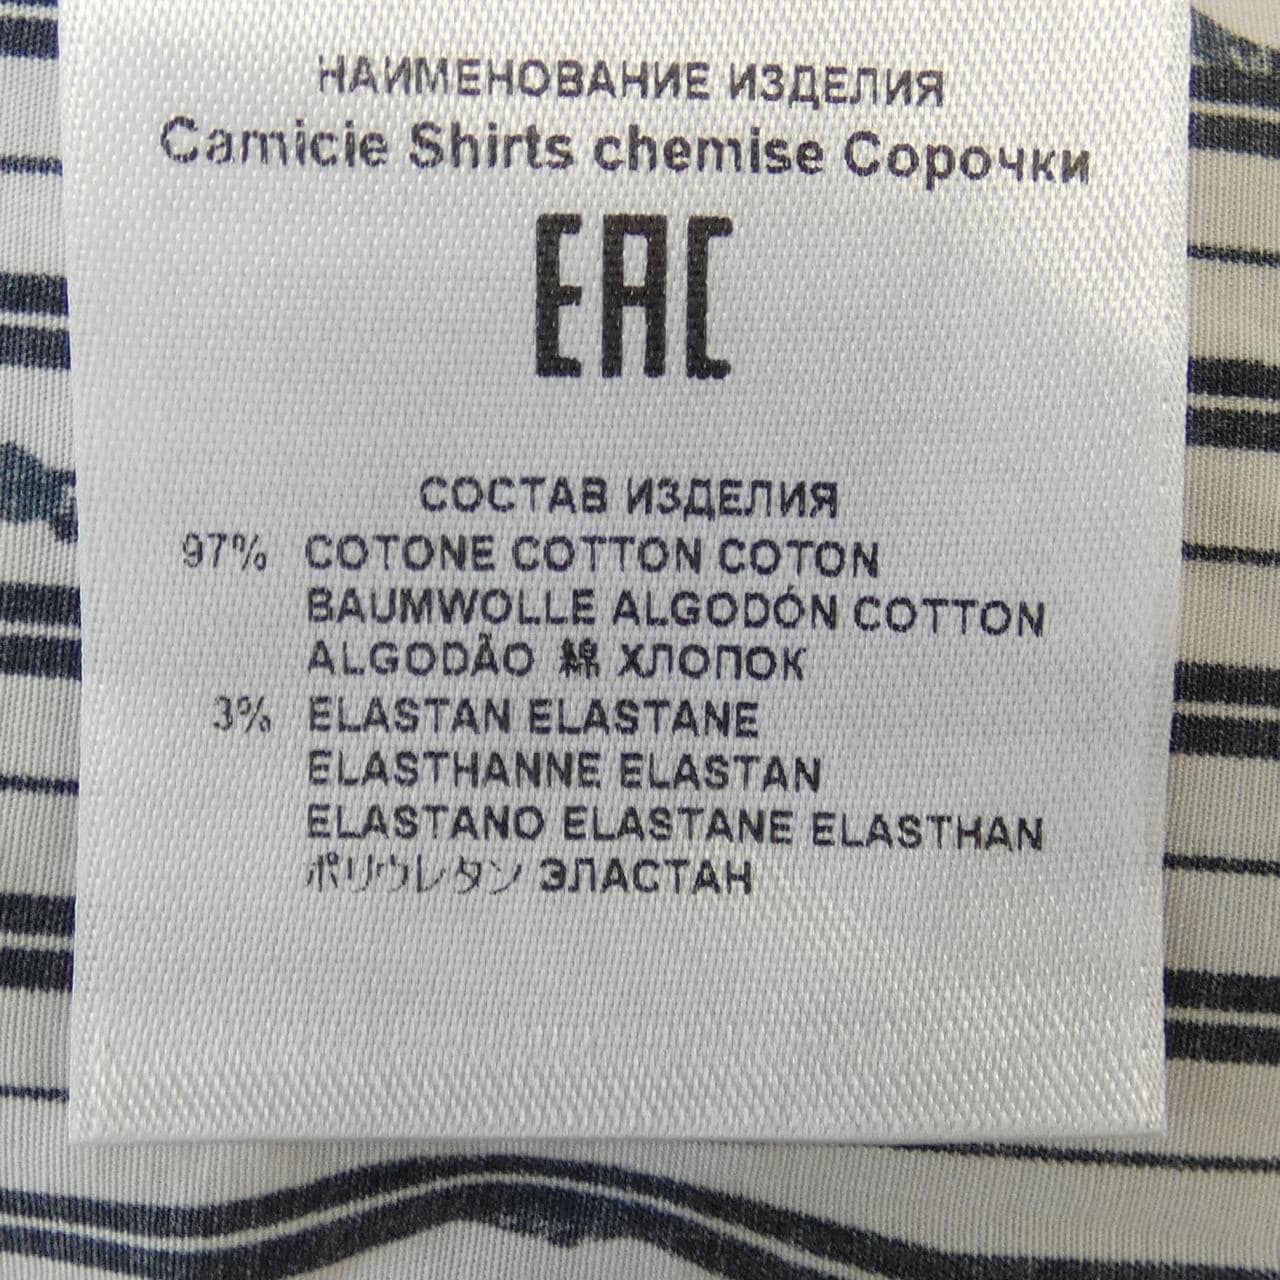 НАИМЕНОВАНИЕ ИЗДЕЛИЯ
Camicie Shirts chemise Сорочки
EAC
СОСТАВ ИЗДЕЛИЯ
97% COTONE COTTON COTON
BAUMWOLLE ALGODÓN COTTON
ALGODÃO 綿 ХЛОПОК
3% ELASTAN ELASTANE
ELASTHANNE ELASTAN
ELASTANO ELASTANE ELASTHAN
ポリウレタン ЭЛАСТАН